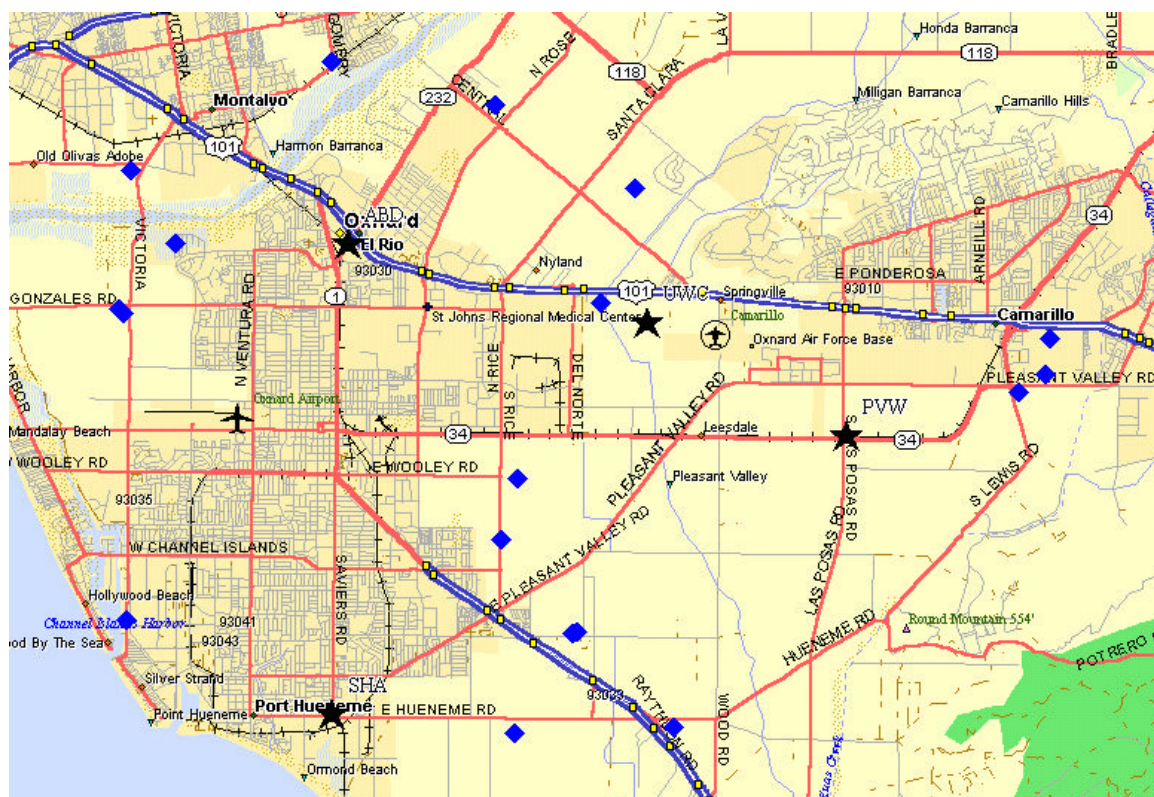 VICTORIA
GOMERY
LA V
BRADLE
Honda Barranca
118
N ROSE
118
232
CENTRAL
SANTA CLARA
Milligan Barranca
Camarillo Hills
Montalvo
101
Old Olivas Adobe
Harmon Barranca
34
ABD
Oxnard
El Rio
93030
VICTORIA
ARNEILL RD
Nyland
E PONDEROSA
93010
GONZALES RD
1
101
UWC
Springville
Camarillo
Camarillo
St Johns Regional Medical Center
Oxnard Air Force Base
N VENTURA RD
N RICE
S RICE
DEL NORTE
PLEASANT VALLEY RD
PLEASANT VALLEY RD
Oxnard Airport
ARBOR
PVW
Mandalay Beach
34
Leesdale
34
W WOOLEY RD
E WOOLEY RD
Pleasant Valley
S LEWIS RD
93035
S LAS POSAS RD
LAS POSAS RD
W CHANNEL ISLANDS
E PLEASANT VALLEY RD
SAVIERS RD
Hollywood Beach
Channel Islands Harbor
93041
93043
ood By The Sea
Round Mountain 554'
HUENEME RD
POTRERO
Silver Strand
SHA
93033
RAYTHEON RD
WOOD RD
Point Hueneme
Port Hueneme
E HUENEME RD
Ormond Beach